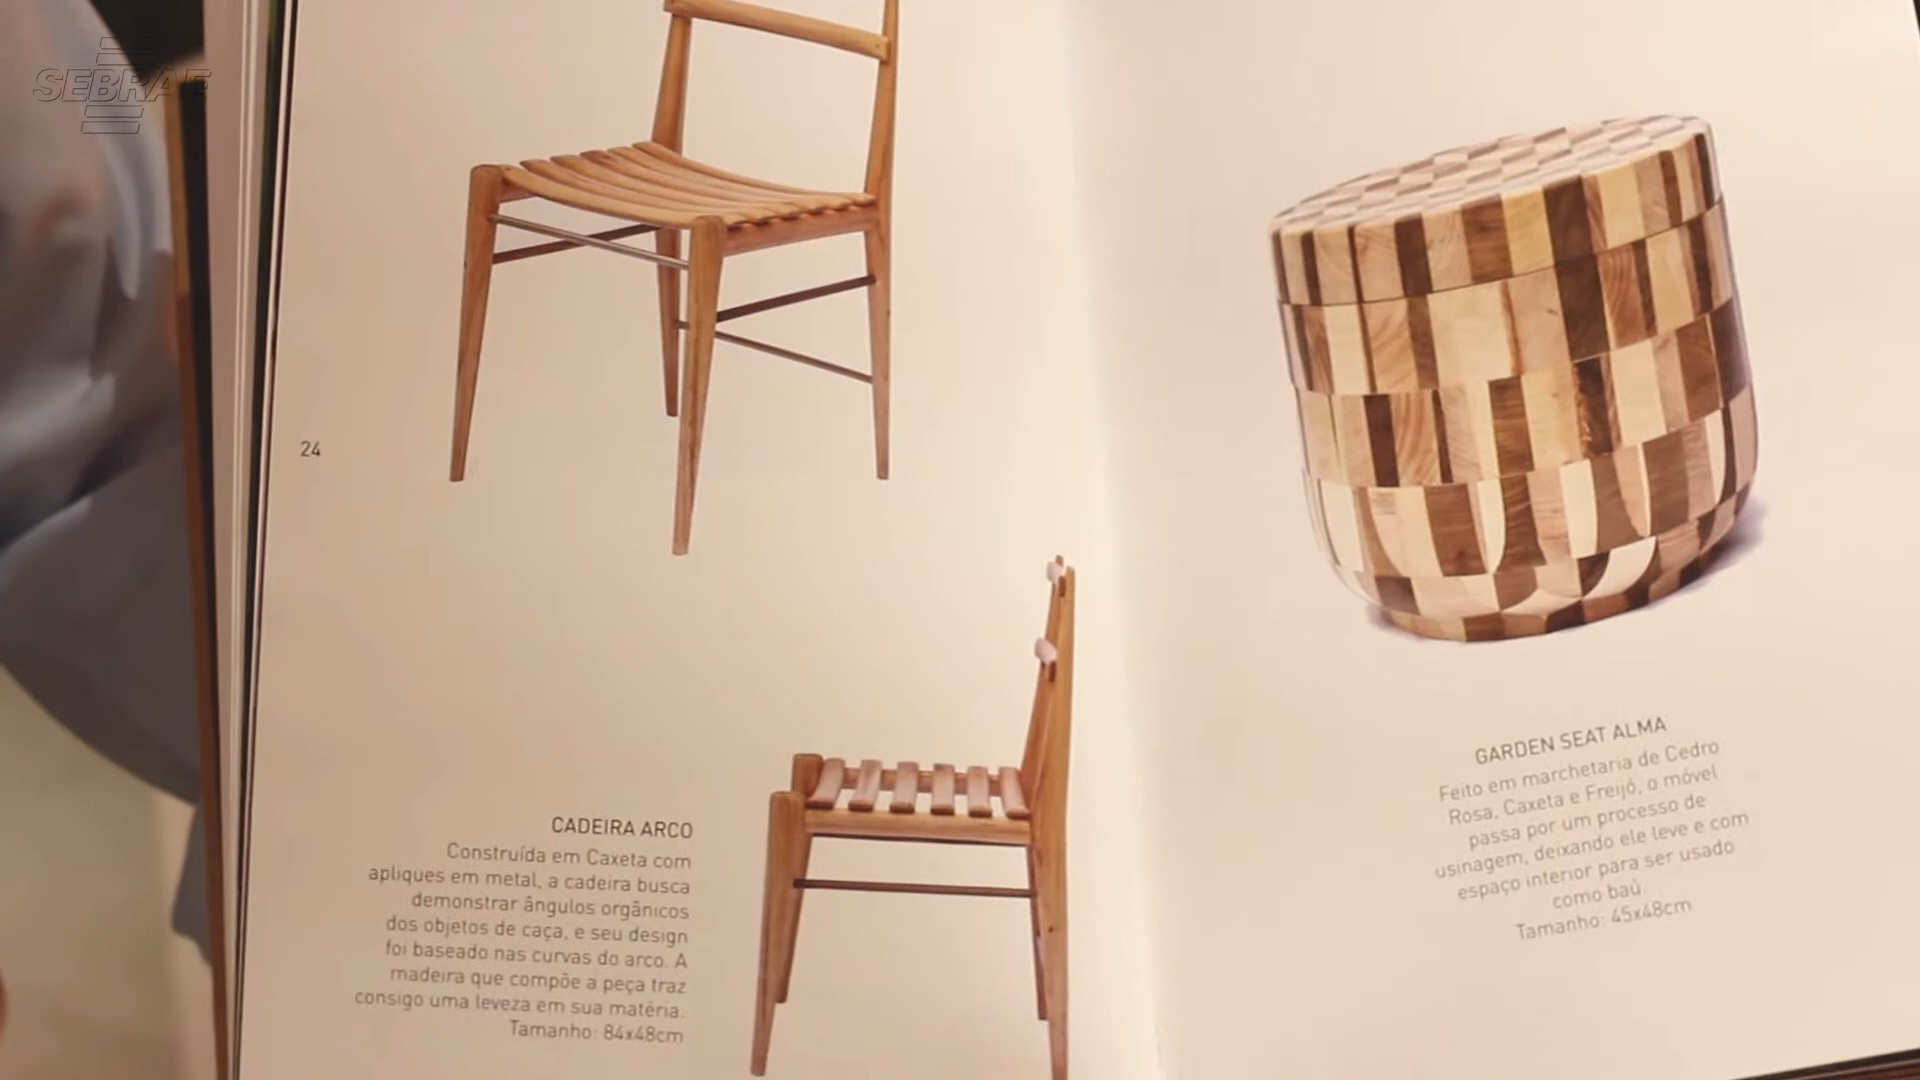 SEBRAE
24
CADEIRA ARCO
Construída em Caxeta com
apliques em metal, a cadeira busca
demonstrar ângulos orgânicos
dos objetos de caça, e seu design
foi baseado nas curvas do arco. A
madeira que compõe a peça traz
consigo uma leveza em sua matéria.
Tamanho: 84x48cm
GARDEN SEAT ALMA
Feito em marchetaria de Cedro
Rosa, Caxeta e Freijó, o móvel
passa por um processo de
usinagem, deixando ele leve e com
espaço interior para ser usado
como baú.
Tamanho: 45x48cm